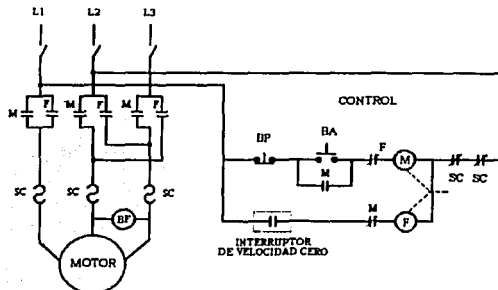 L1 L2 L3
M F M F M F
CONTROL
BP BA F M
SC SC
M
SC SC SC
BF
M F
INTERRUPTOR
DE VELOCIDAD CERO
MOTOR